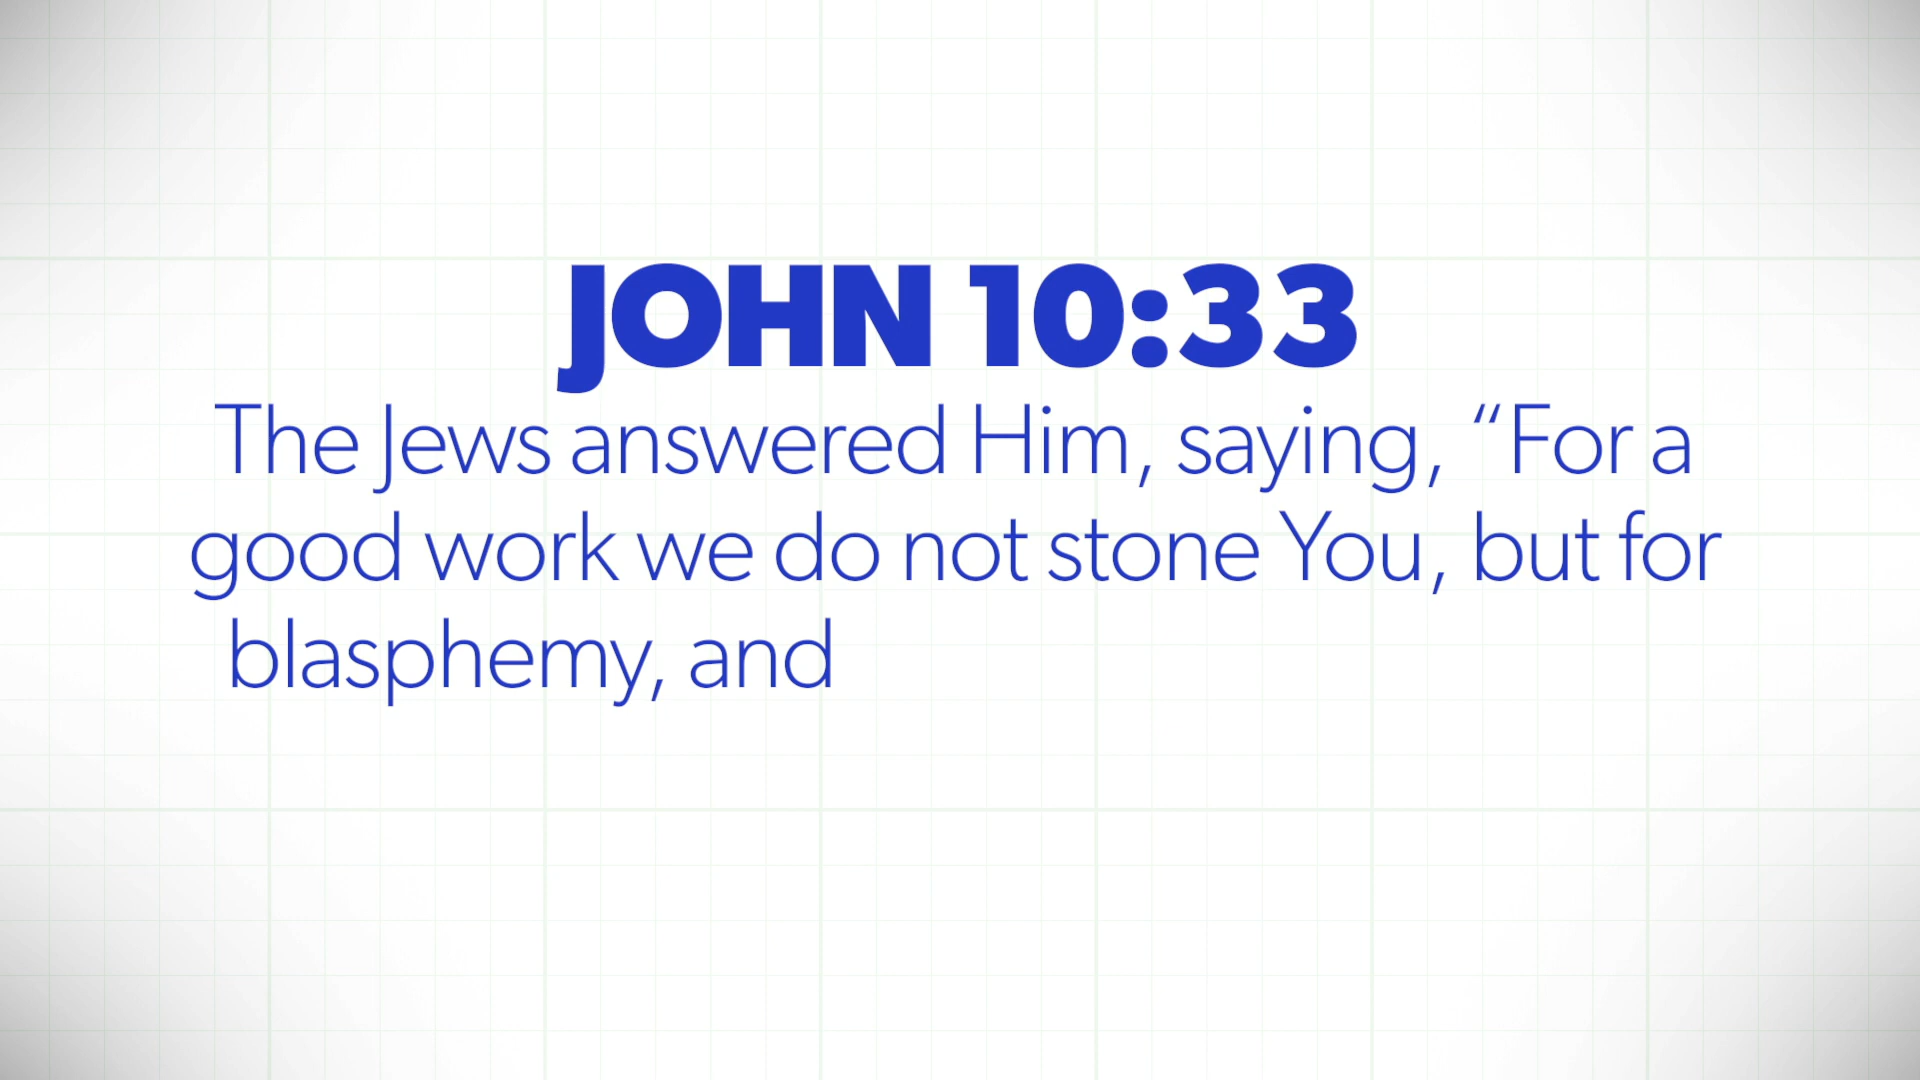 JOHN 10:33
The Jews answered Him, saying, “For a
good work we do not stone You, but for
blasphemy, and